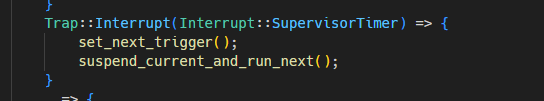 }
Trap::Interrupt(Interrupt::SupervisorTimer) => {
set_next_trigger();
suspend_current_and_run_next();
}
=> {